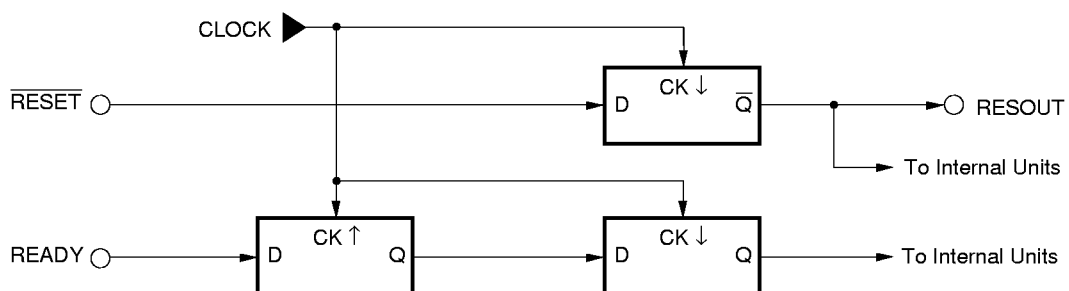 CLOCK
RESET
D
CK ↓
Q
RESOUT
To Internal Units
READY
D
CK ↑
Q
D
CK ↓
Q
To Internal Units